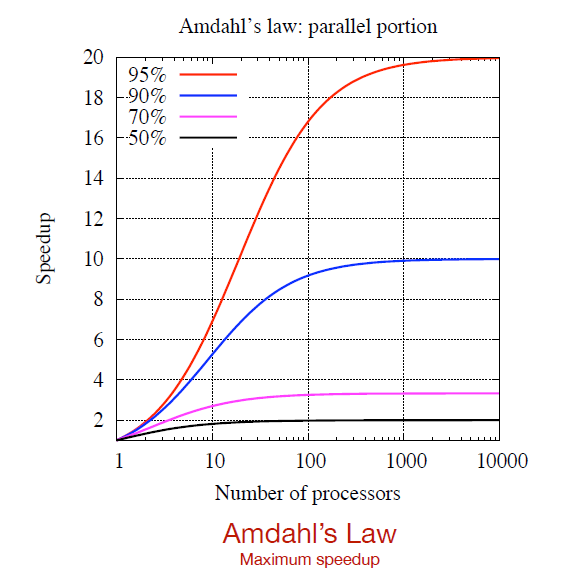 Amdahl's law: parallel portion
20
18
16
14
12
10
8
6
4
2
95%
90%
70%
50%
Speedup
1 10 100 1000 10000
Number of processors
Amdahl's Law
Maximum speedup